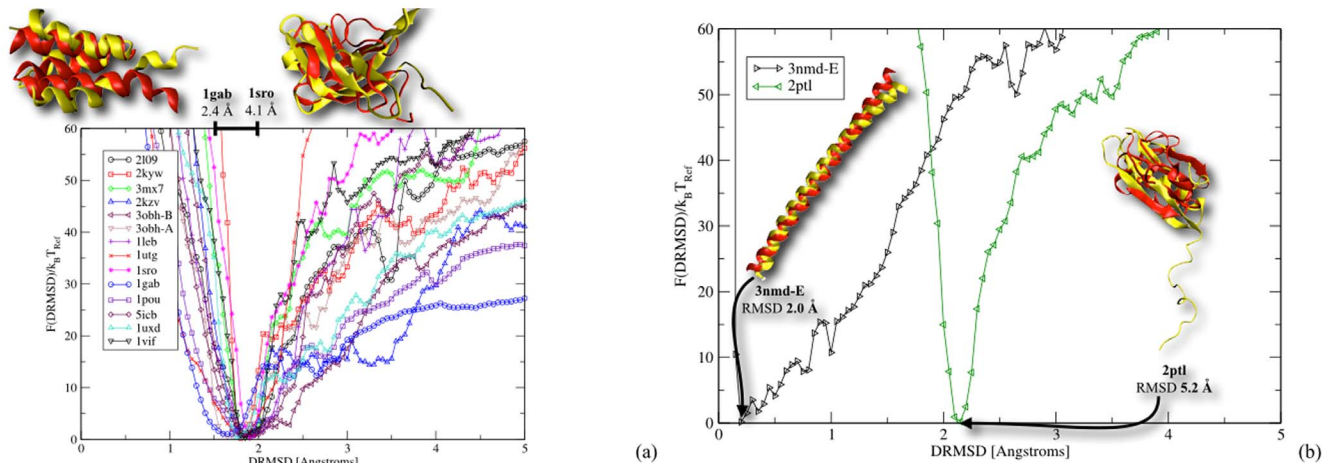 1gab 1sro
2.4 Å 4.1 Å
60
50
40
30
20
10
0
F(DRMSD)/k_B T_Ref
2l09
2kyw
3mx7
2kzv
3obh-B
3obh-A
1leb
1utg
1sro
1gab
1pou
5icb
1uxd
1vif
0 1 2 3 4 5
DRMSD [Angstroms]
(a)
60
50
40
30
20
10
0
F(DRMSD)/k_B T_Ref
3nmd-E
2ptl
3nmd-E
RMSD 2.0 Å
2ptl
RMSD 5.2 Å
0 1 2 3 4 5
DRMSD [Angstroms]
(b)